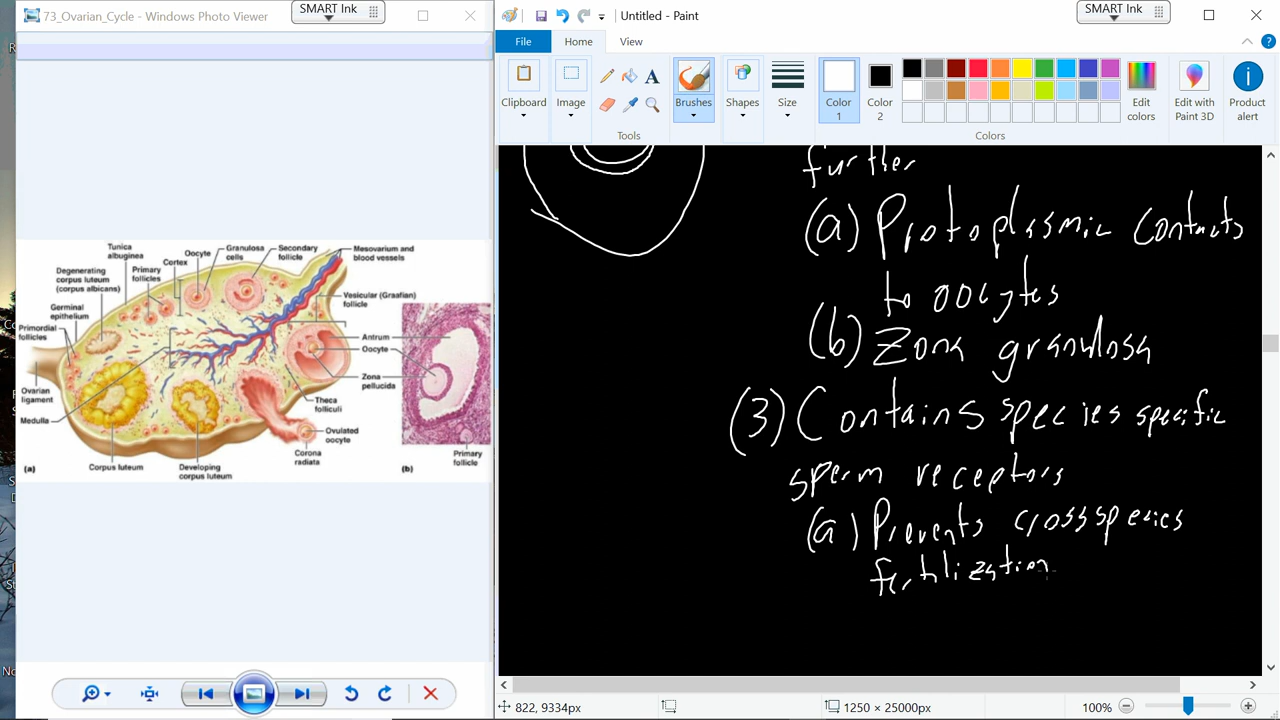 73_Ovarian_Cycle - Windows Photo Viewer
SMART Ink
Untitled - Paint
SMART Ink
File
Home
View
Clipboard
Image
Tools
Brushes
Shapes
Size
Color 1
Color 2
Edit colors
Edit with Paint 3D
Product alert
Colors
Tunica albuginea
Oocyte
Granulosa cells
Secondary follicle
Mesovarium and blood vessels
Cortex
Primary follicles
Degenerating corpus luteum (corpus albicans)
Vesicular (Graafian) follicle
Germinal epithelium
Primordial follicles
Antrum
Oocyte
Zona pellucida
Ovarian ligament
Theca folliculi
Medulla
Ovulated oocyte
Corona radiata
Primary follicle
(a)
Corpus luteum
Developing corpus luteum
(b)
further
(a) Protoplasmic contacts
to oocytes
(b) Zona granulosa
(3) Contains species specific
sperm receptors
(a) Prevents cross species
fertilization
822, 9334px
1250 × 25000px
100%